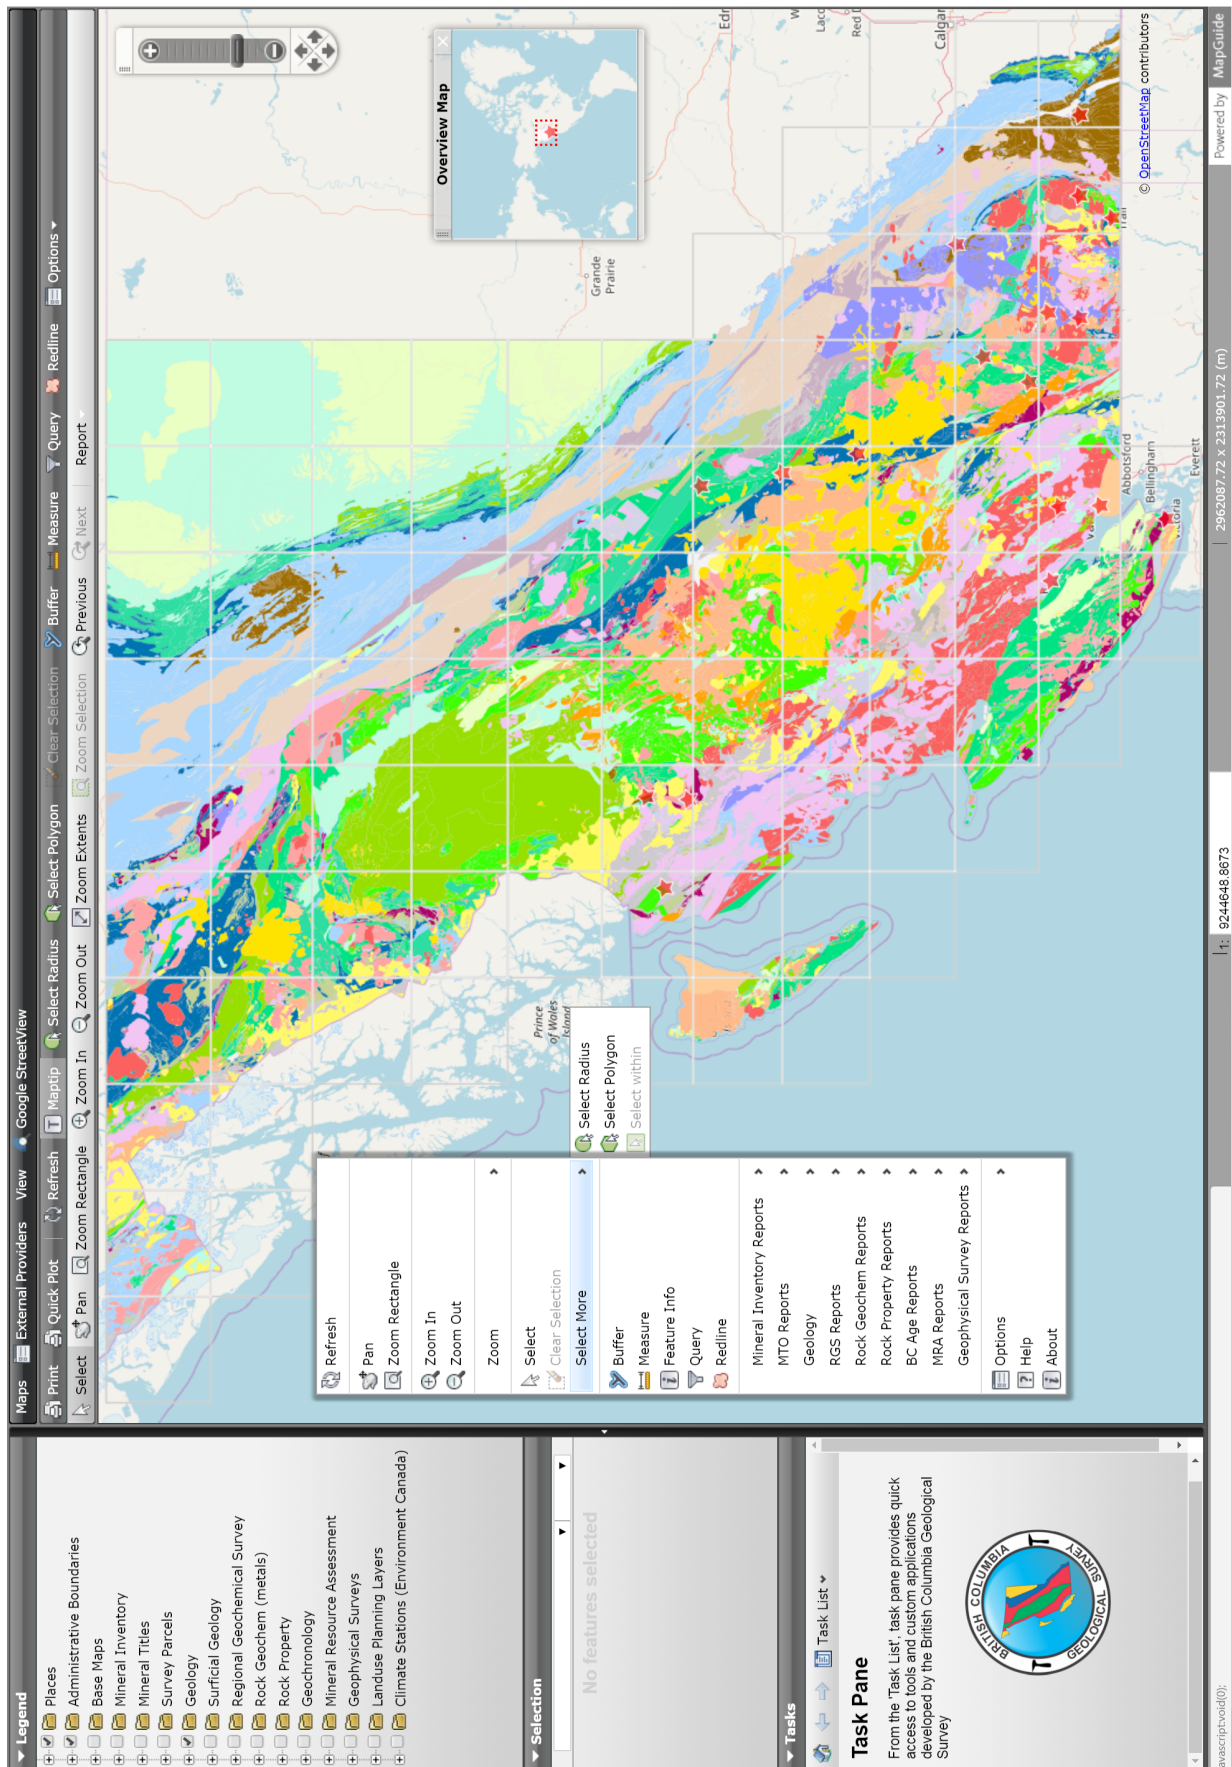 Maps
External Providers
View
Google StreetView
Print
Quick Plot
Refresh
Maptip
Select Radius
Select Polygon
Clear Selection
Buffer
Measure
Query
Redline
Options
Select
Pan
Zoom Rectangle
Zoom In
Zoom Out
Zoom Extents
Zoom Selection
Previous
Next
Report
Legend
Places
Administrative Boundaries
Base Maps
Mineral Inventory
Mineral Titles
Survey Parcels
Geology
Surficial Geology
Regional Geochemical Survey
Rock Geochem (metals)
Rock Property
Geochronology
Mineral Resource Assessment
Geophysical Surveys
Landuse Planning Layers
Climate Stations (Environment Canada)
Selection
No features selected
Tasks
Task List
Task Pane
From the 'Task List', task pane provides quick
access to tools and custom applications
developed by the British Columbia Geological
Survey
BRITISH COLUMBIA
GEOLOGICAL SURVEY
Refresh
Pan
Zoom Rectangle
Zoom In
Zoom Out
Zoom
Select
Clear Selection
Select More
Buffer
Measure
Feature Info
Query
Redline
Mineral Inventory Reports
MTO Reports
Geology
RGS Reports
Rock Geochem Reports
Rock Property Reports
BC Age Reports
MRA Reports
Geophysical Survey Reports
Options
Help
About
Select Radius
Select Polygon
Select within
Prince
of Wales
Island
Overview Map
Grande
Prairie
Edr
Red D
Calgar
Abbotsford
Bellingham
Everett
© OpenStreetMap contributors
avascript:void(0);
1: 9244648.8673
2962087.72 x 2313901.72 (m)
Powered by MapGuide